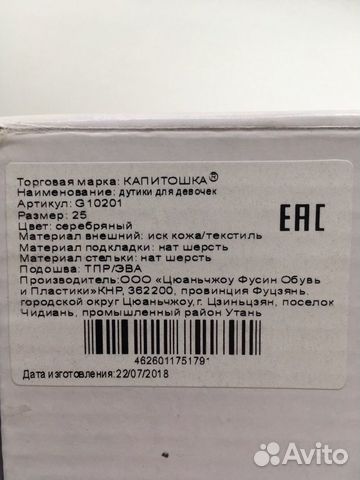 Торговая марка: КАПИТОШКА®
Наименование: дутики для девочек
Артикул: G10201
Размер: 25
Цвет: серебряный
Материал внешний: иск кожа/текстиль
Материал подкладки: нат шерсть
Материал стельки: нат шерсть
Подошва: ТПР/ЭВА
Производитель:ООО «Цюаньчжоу Фусин Обувь
и Пластики»КНР, 362200, провинция Фуцзянь,
городской округ Цюаньчжоу,г. Цзиньцзян, поселок
Чидиань, промышленный район Утань
EAC
4626011751791
Дата изготовления:22/07/2018
Avito